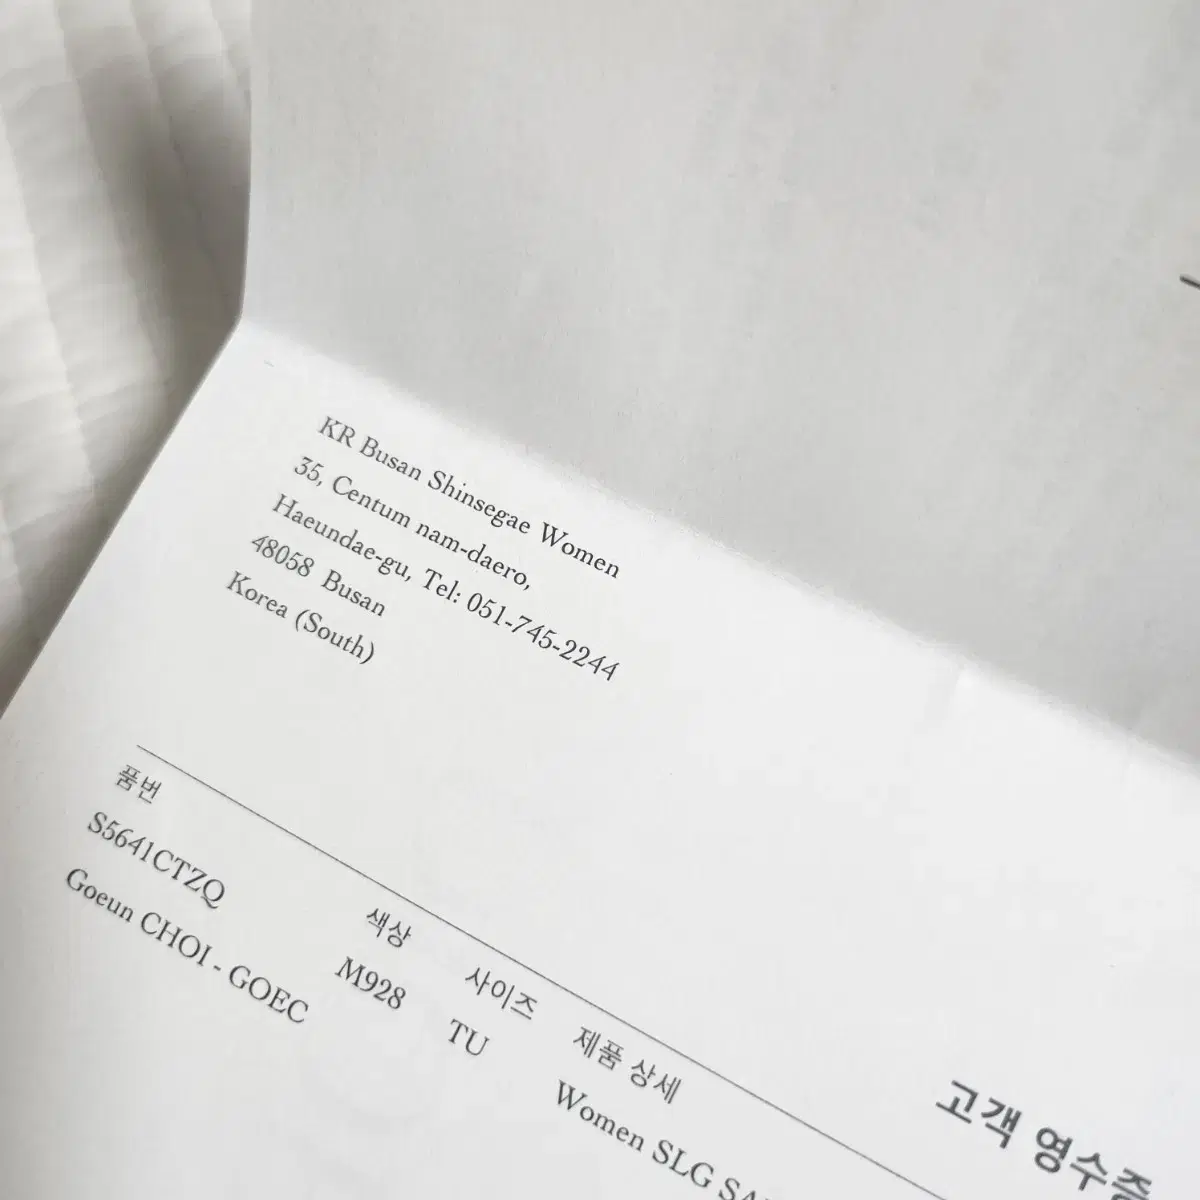 KR Busan Shinsegae Women
35, Centum nam-daero,
Haeundae-gu, Tel: 051-745-2244
48058 Busan
Korea (South)
고객 영수증
품번 색상 사이즈 제품 상세
S5641CTZQ M928 TU Women SLG
Goeun CHOI - GOEC